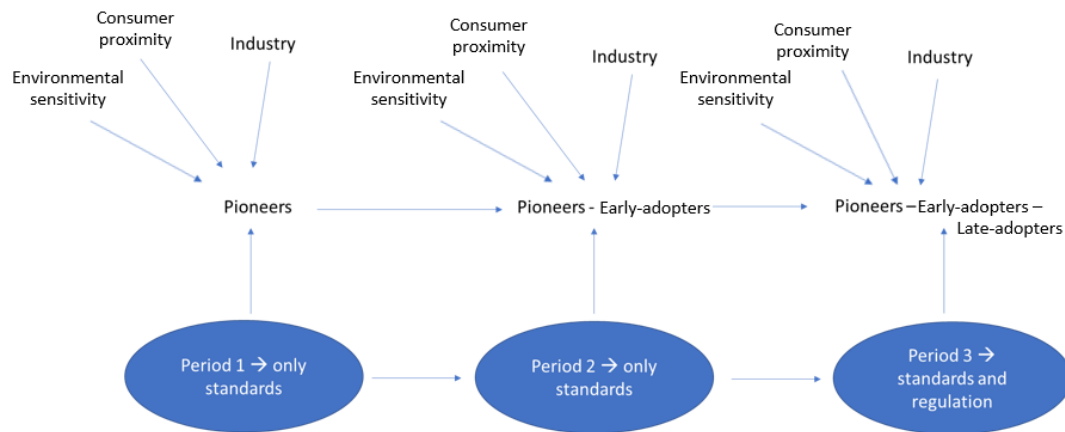 Consumer
proximity
Industry
Environmental
sensitivity
Pioneers
Consumer
proximity
Industry
Environmental
sensitivity
Pioneers - Early-adopters
Consumer
proximity
Industry
Environmental
sensitivity
Pioneers – Early-adopters –
Late-adopters
Period 1 → only
standards
Period 2 → only
standards
Period 3 →
standards and
regulation